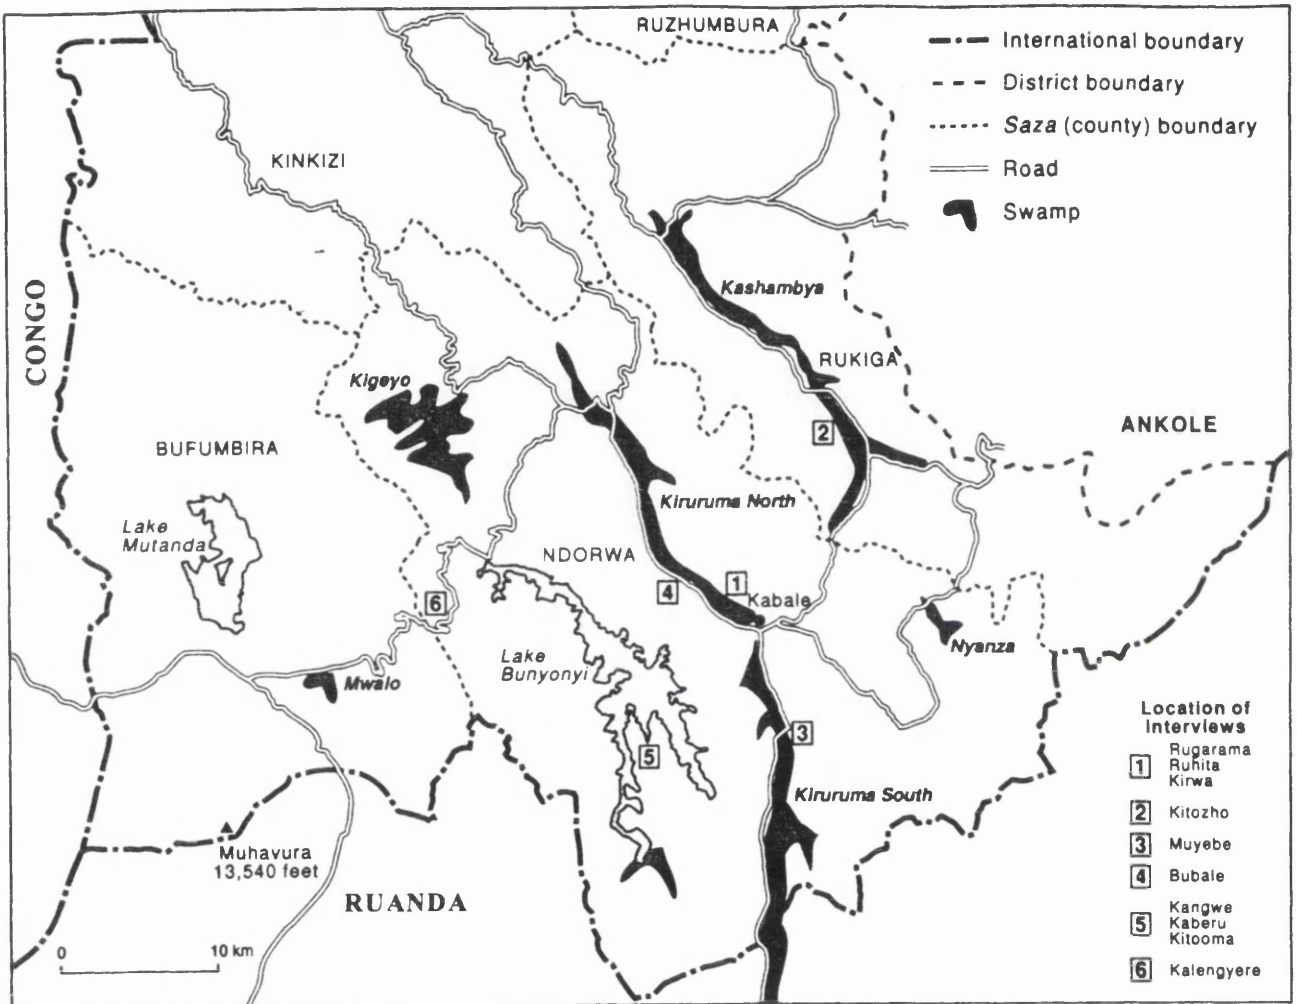 RUZHUMBURA
International boundary
District boundary
Saza (county) boundary
Road
Swamp
KINKIZI
CONGO
Kashambya
RUKIGA
Kigeyo
ANKOLE
2
BUFUMBIRA
Kiruruma North
Lake
Mutanda
NDORWA
1
4
Kabale
6
Nyanza
Lake
Bunyonyi
Mwalo
3
5
Kiruruma South
Muhavura
13,540 feet
RUANDA
0
10 km
Location of
Interviews
1
Rugarama
Ruhita
Kirwa
2
Kitozho
3
Muyebe
4
Bubale
5
Kangwe
Kaberu
Kitooma
6
Kalengyere